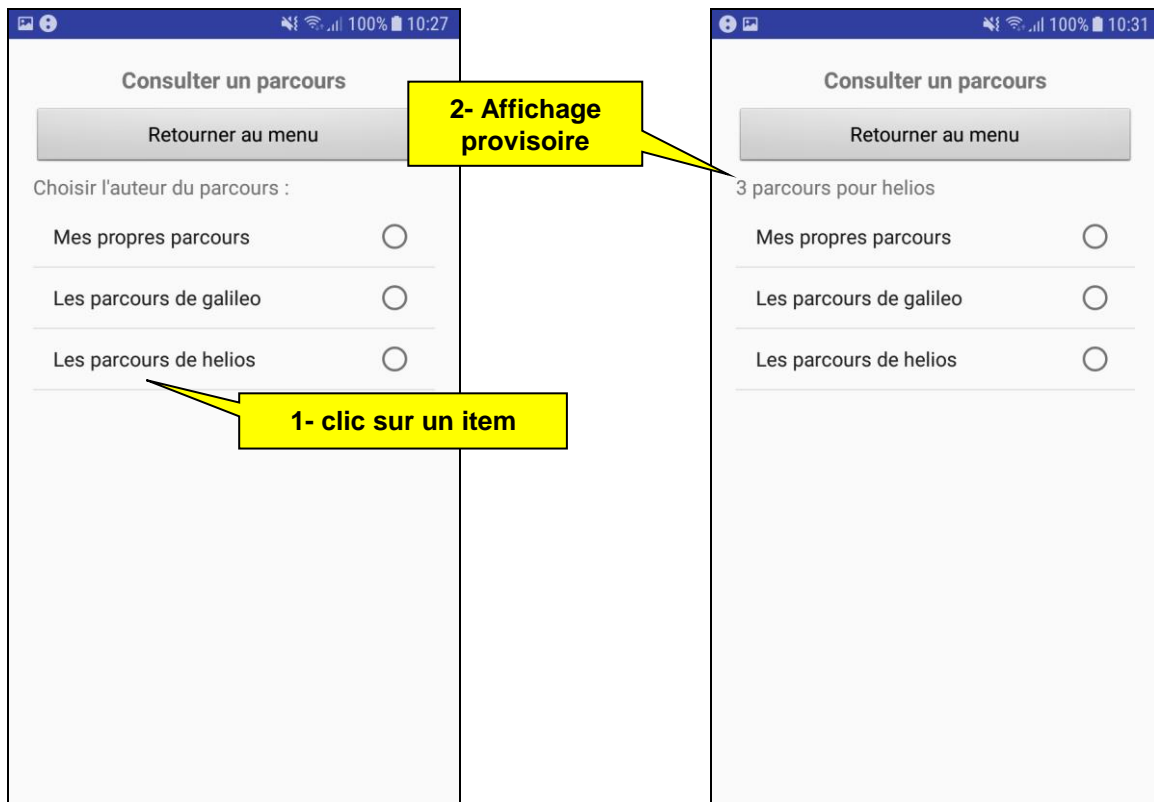 100% 10:27
Consulter un parcours
Retourner au menu
Choisir l'auteur du parcours :
Mes propres parcours
Les parcours de galileo
Les parcours de helios
1- clic sur un item
2- Affichage
provisoire
100% 10:31
Consulter un parcours
Retourner au menu
3 parcours pour helios
Mes propres parcours
Les parcours de galileo
Les parcours de helios